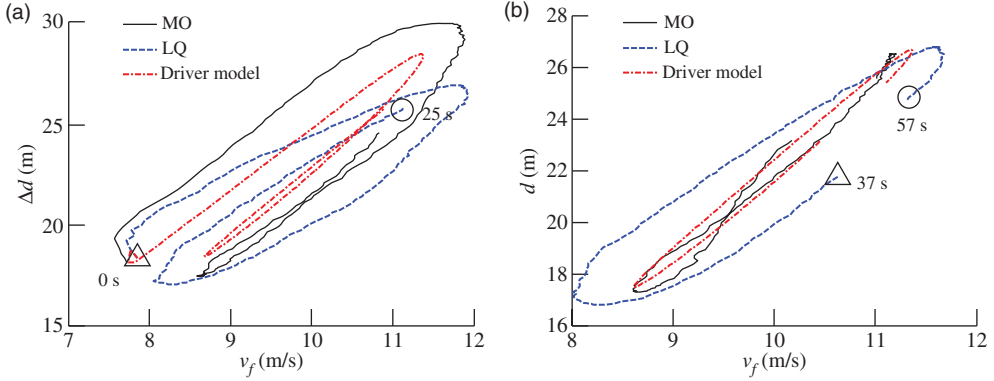 (a)
30
25
20
15
Δd (m)
MO
LQ
Driver model
25 s
0 s
7 8 9 10 11 12
v_f (m/s)
(b)
28
26
24
22
20
18
16
d (m)
MO
LQ
Driver model
57 s
37 s
8 9 10 11 12
v_f (m/s)